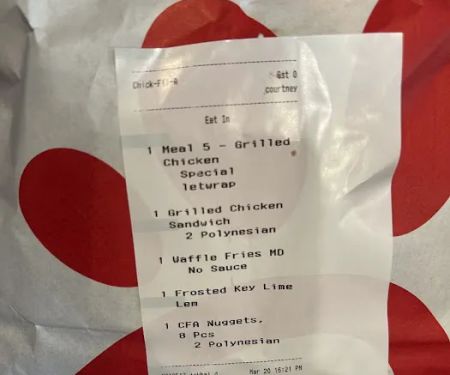 Chick-Fil-A
Gst 0
courtney
Eat In
1 Meal 5 - Grilled
Chicken
Special
letwrap
1 Grilled Chicken
Sandwich
2 Polynesian
1 Waffle Fries MD
No Sauce
1 Frosted Key Lime
Lem
1 CFA Nuggets,
8 Pcs
2 Polynesian
Mar 20 16:21 PM